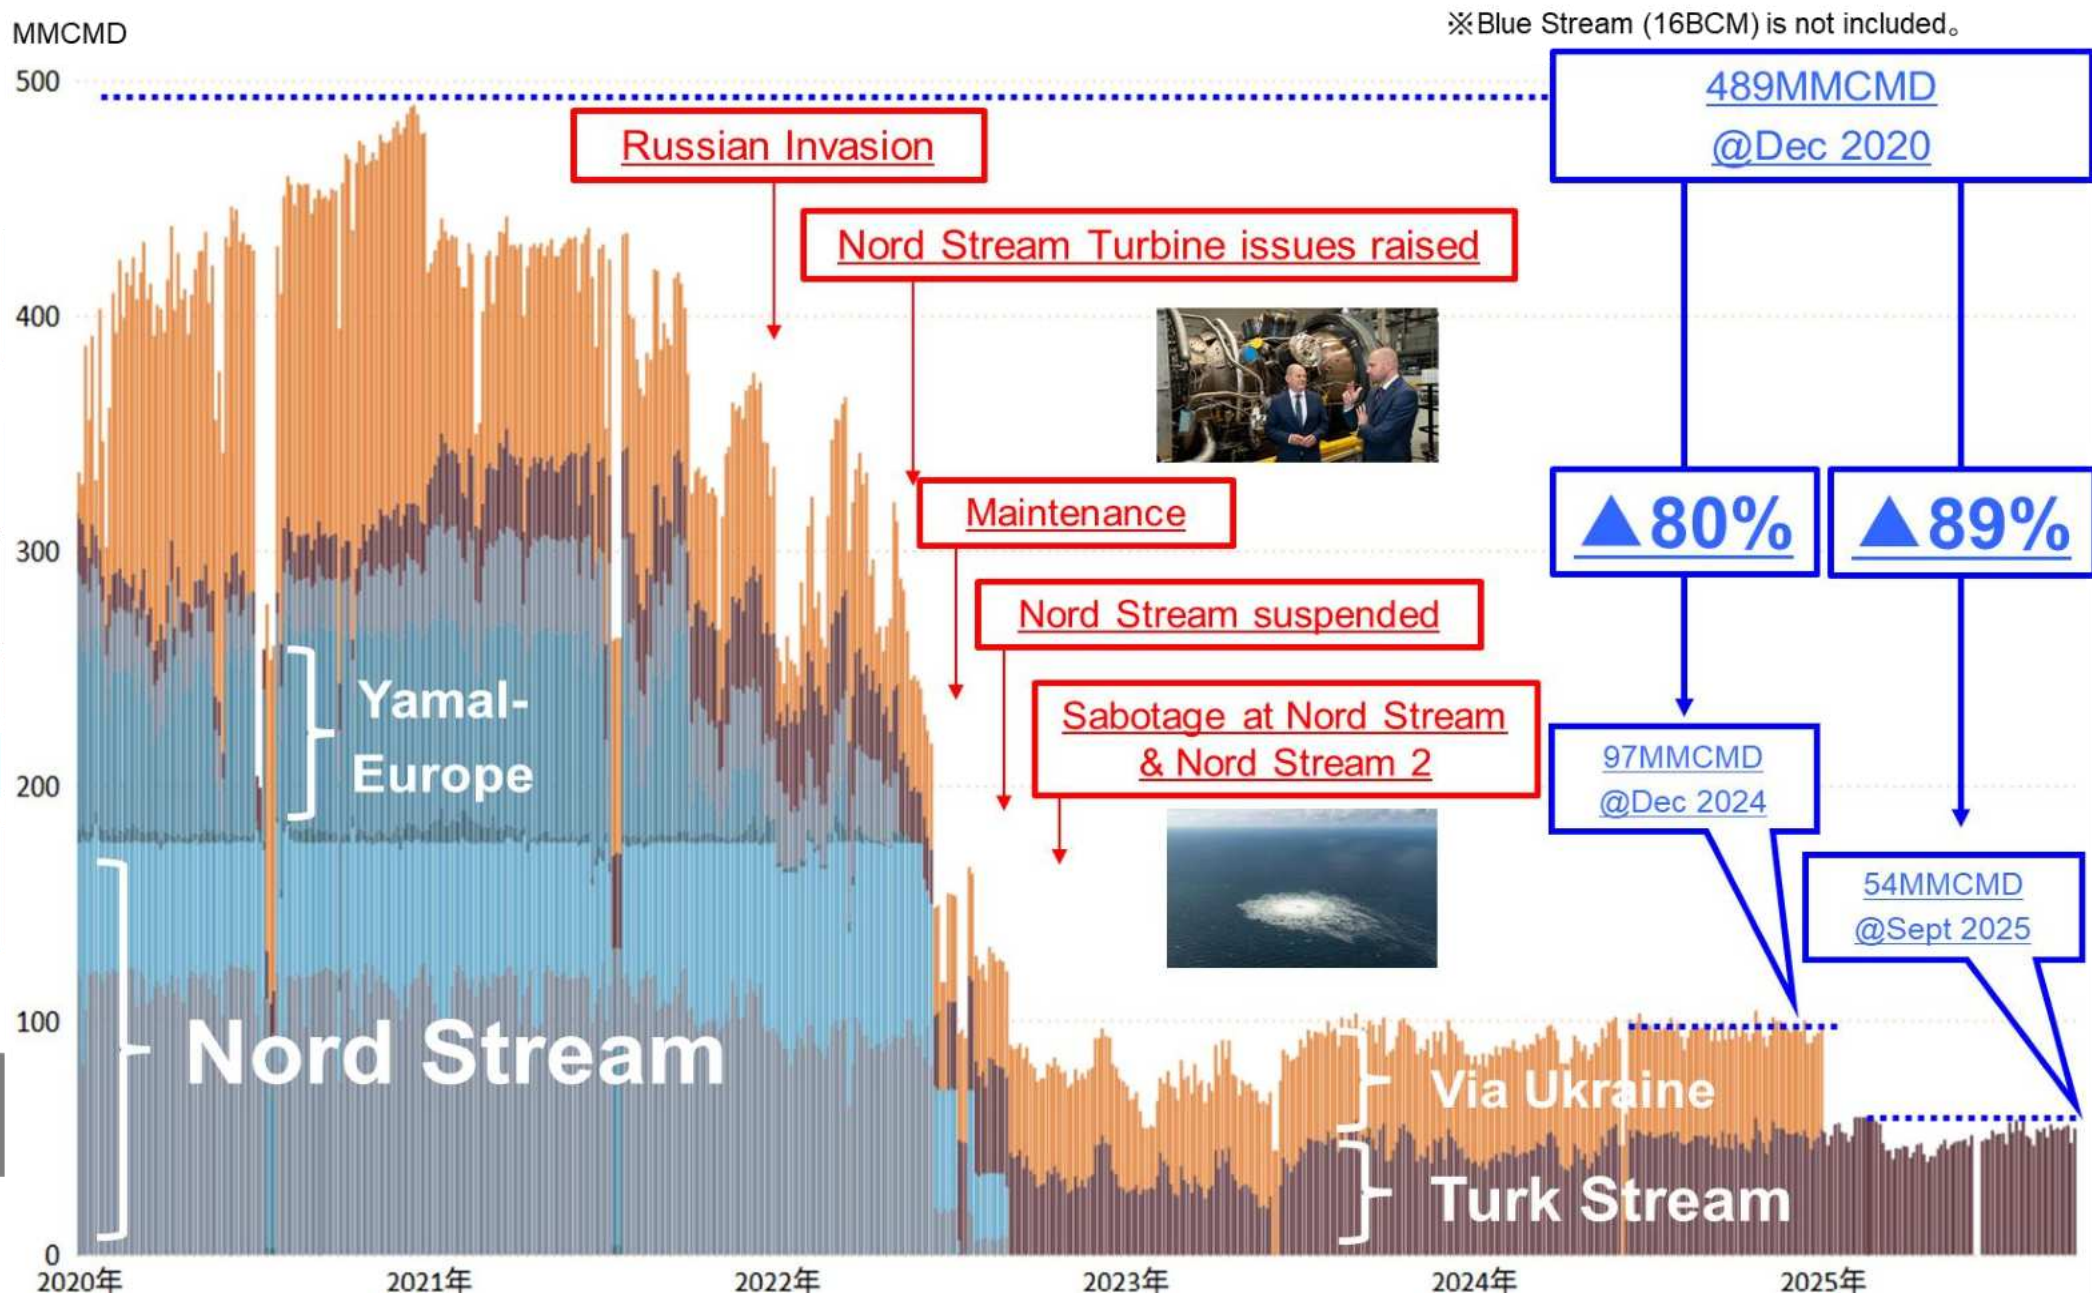 MMCMD
※Blue Stream (16BCM) is not included。
500
400
300
200
100
0
2020年
2021年
2022年
2023年
2024年
2025年
489MMCMD
@Dec 2020
Russian Invasion
Nord Stream Turbine issues raised
Maintenance
Nord Stream suspended
Sabotage at Nord Stream
& Nord Stream 2
▲80%
▲89%
97MMCMD
@Dec 2024
54MMCMD
@Sept 2025
Yamal-
Europe
Nord Stream
Via Ukraine
Turk Stream